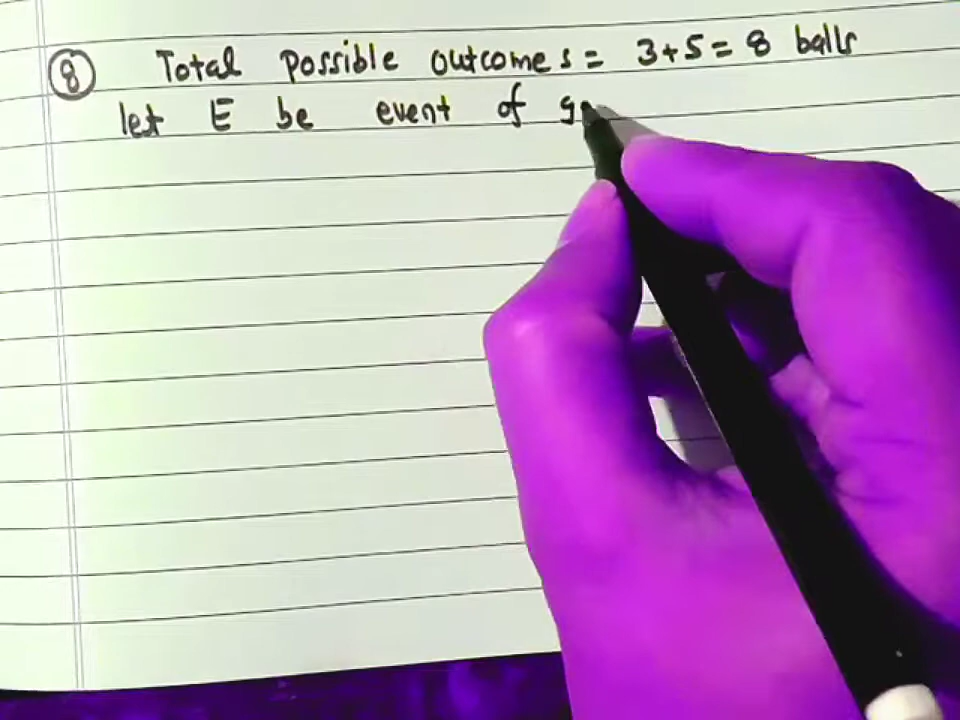 8 Total possible outcomes = 3+5 = 8 balls
let E be event of